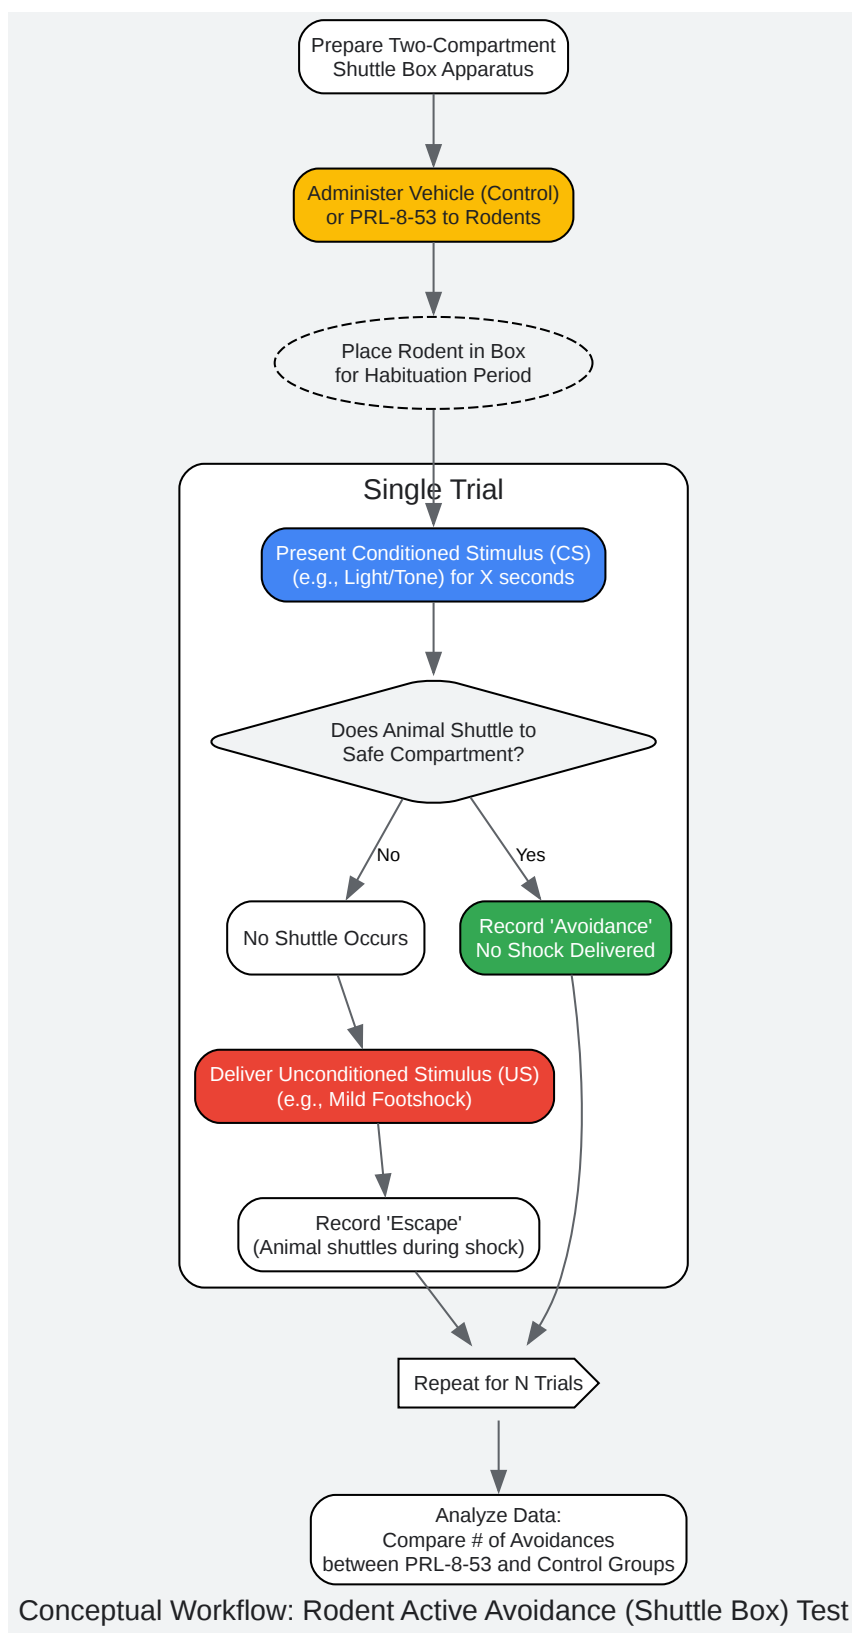 Prepare Two-Compartment
Shuttle Box Apparatus
Administer Vehicle (Control)
or PRL-8-53 to Rodents
Place Rodent in Box
for Habituation Period
Single Trial
Present Conditioned Stimulus (CS)
(e.g., Light/Tone) for X seconds
Does Animal Shuttle to
Safe Compartment?
No
Yes
No Shuttle Occurs
Record 'Avoidance'
No Shock Delivered
Deliver Unconditioned Stimulus (US)
(e.g., Mild Footshock)
Record 'Escape'
(Animal shuttles during shock)
Repeat for N Trials
Analyze Data:
Compare # of Avoidances
between PRL-8-53 and Control Groups
Conceptual Workflow: Rodent Active Avoidance (Shuttle Box) Test